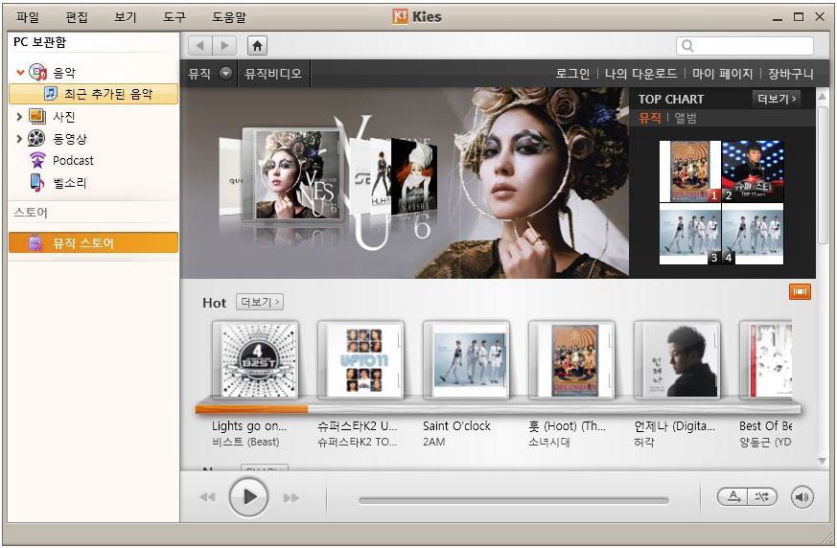 파일 편집 보기 도구 도움말
Kies
PC 보관함
음악
최근 추가된 음악
사진
동영상
Podcast
벨소리
스토어
뮤직 스토어
뮤직 뮤직비디오 로그인 | 나의 다운로드 | 마이 페이지 | 장바구니
TOP CHART 더보기 >
뮤직 | 앨범
1 2
3 4
Hot 더보기 >
Lights go on... 슈퍼스타K2 U... Saint O'clock 훗 (Hoot) (Th... 언제나 (Digita... Best Of Be
비스트 (Beast) 슈퍼스타K2 TO... 2AM 소녀시대 허각 양동근 (YD